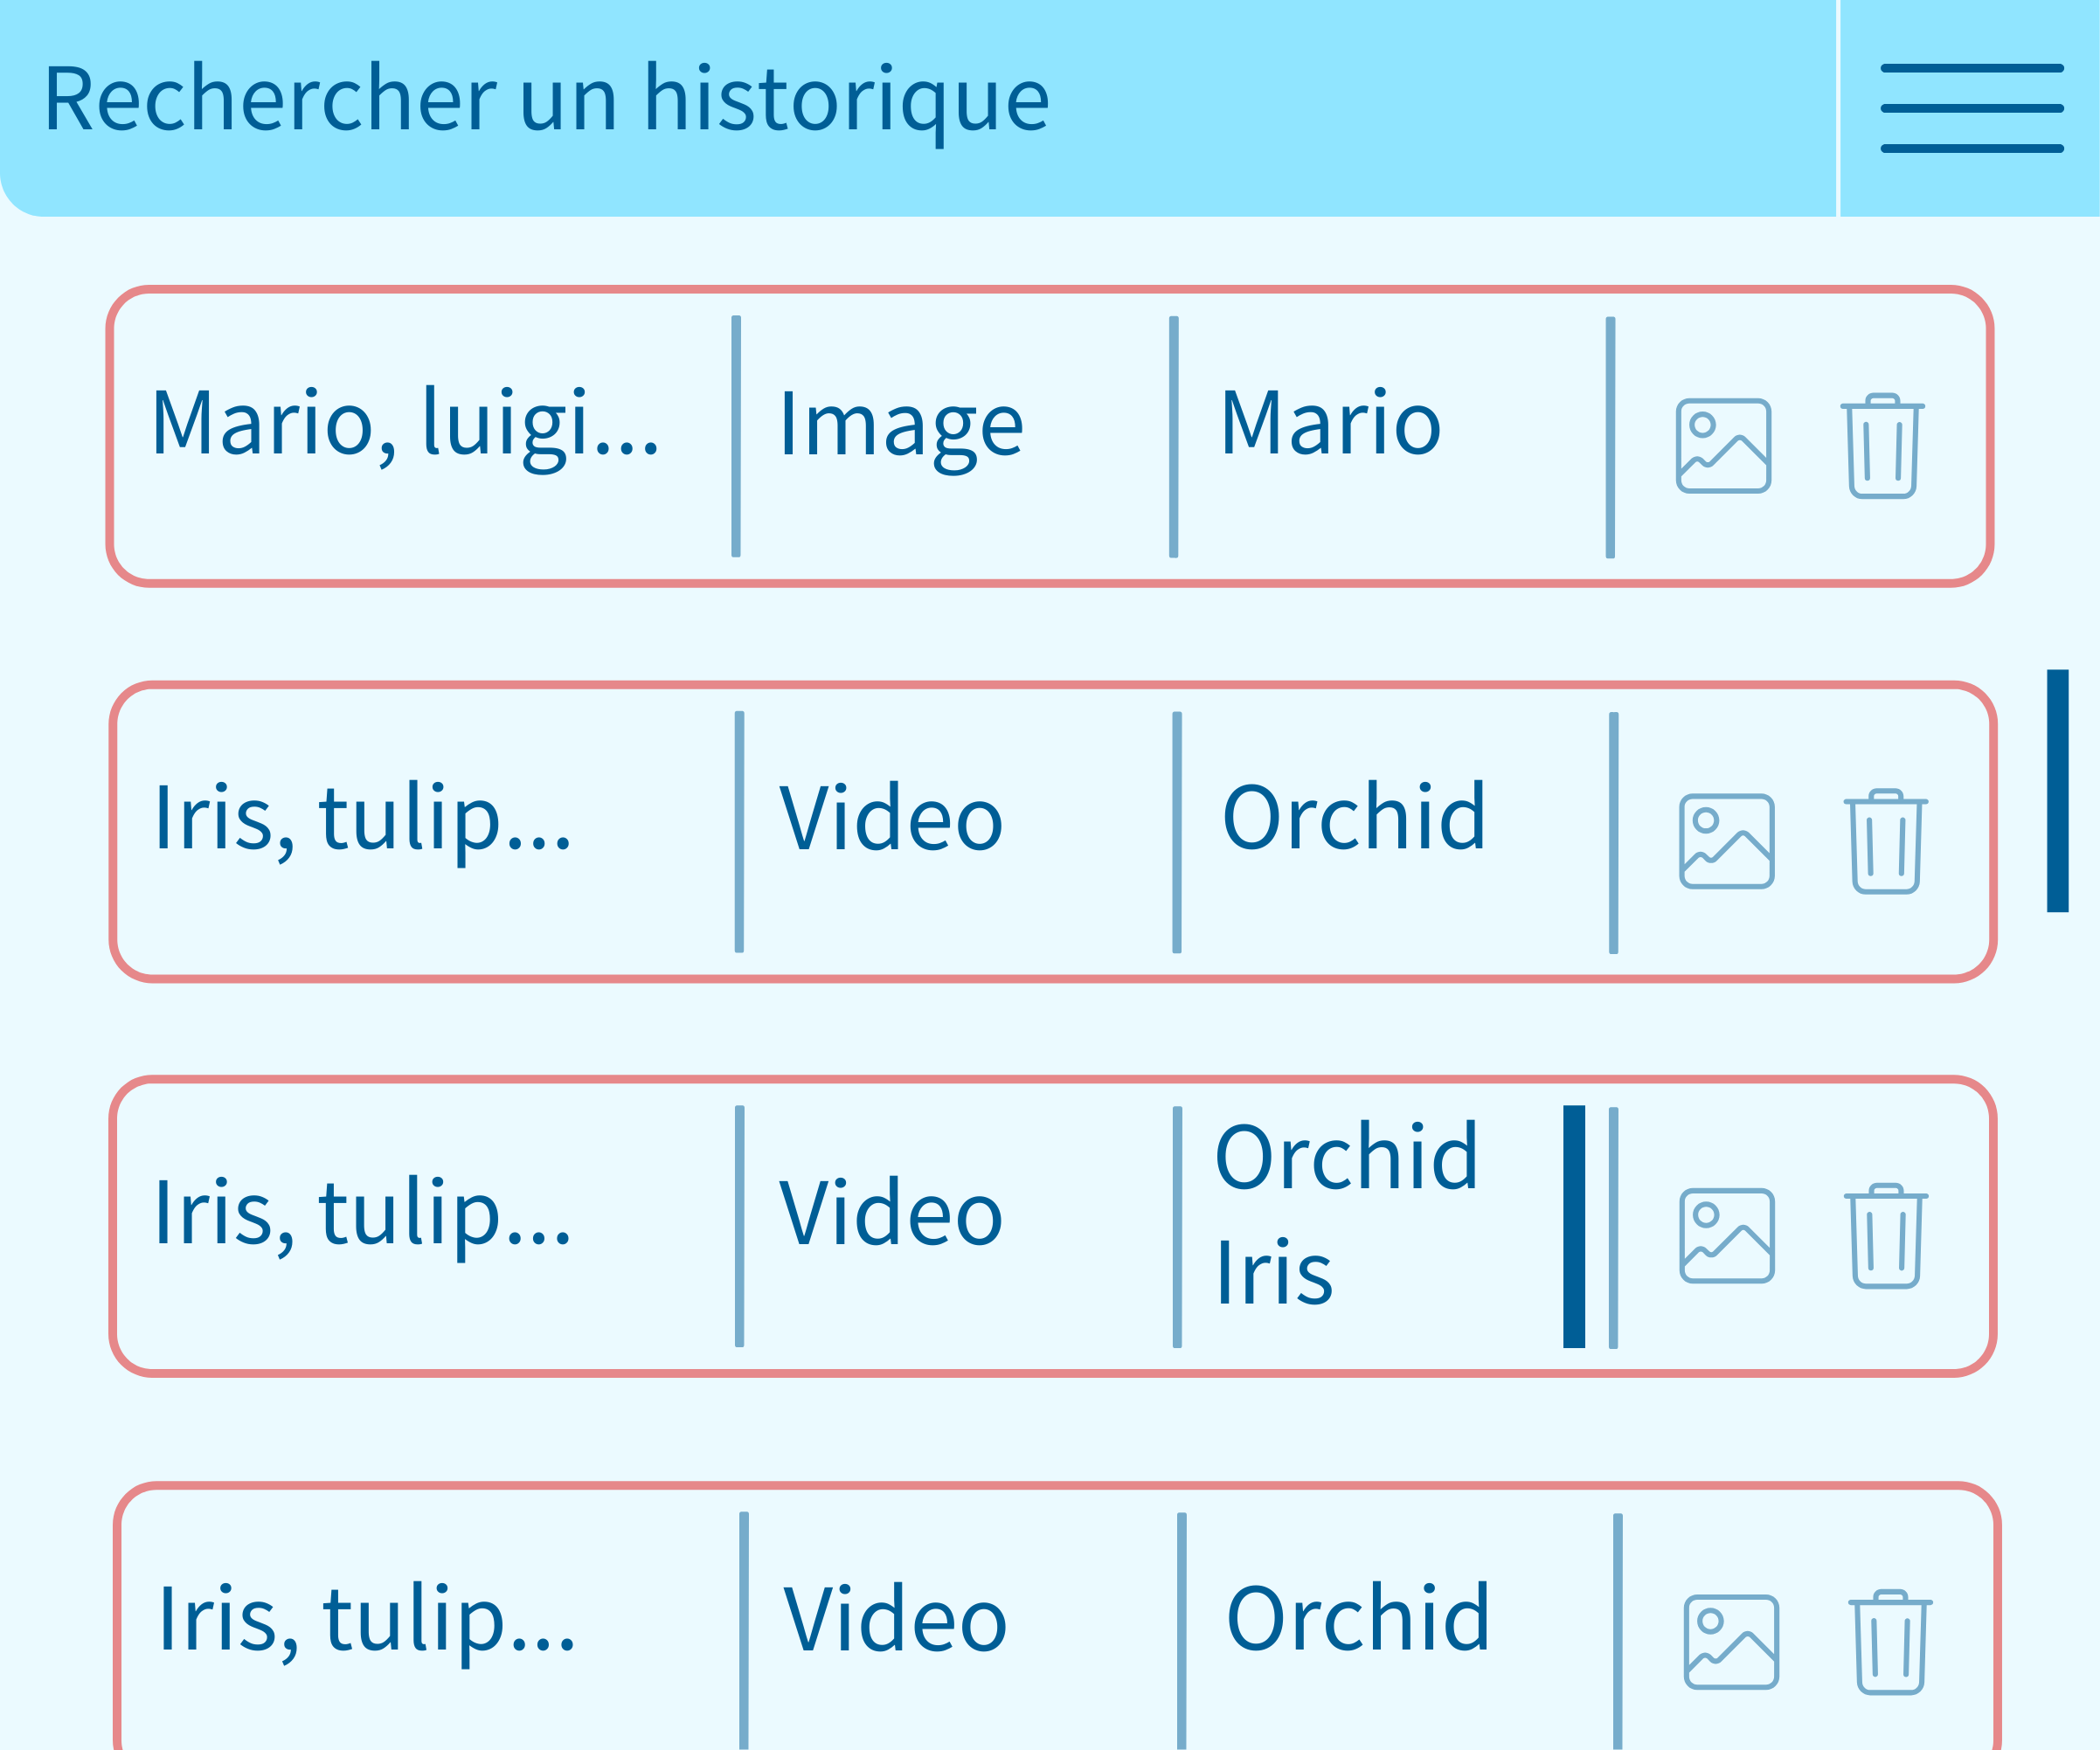 Rechercher un historique
Mario, luigi... Image Mario
Iris, tulip... Video Orchid
Iris, tulip... Video Orchid
Iris
Iris, tulip... Video Orchid